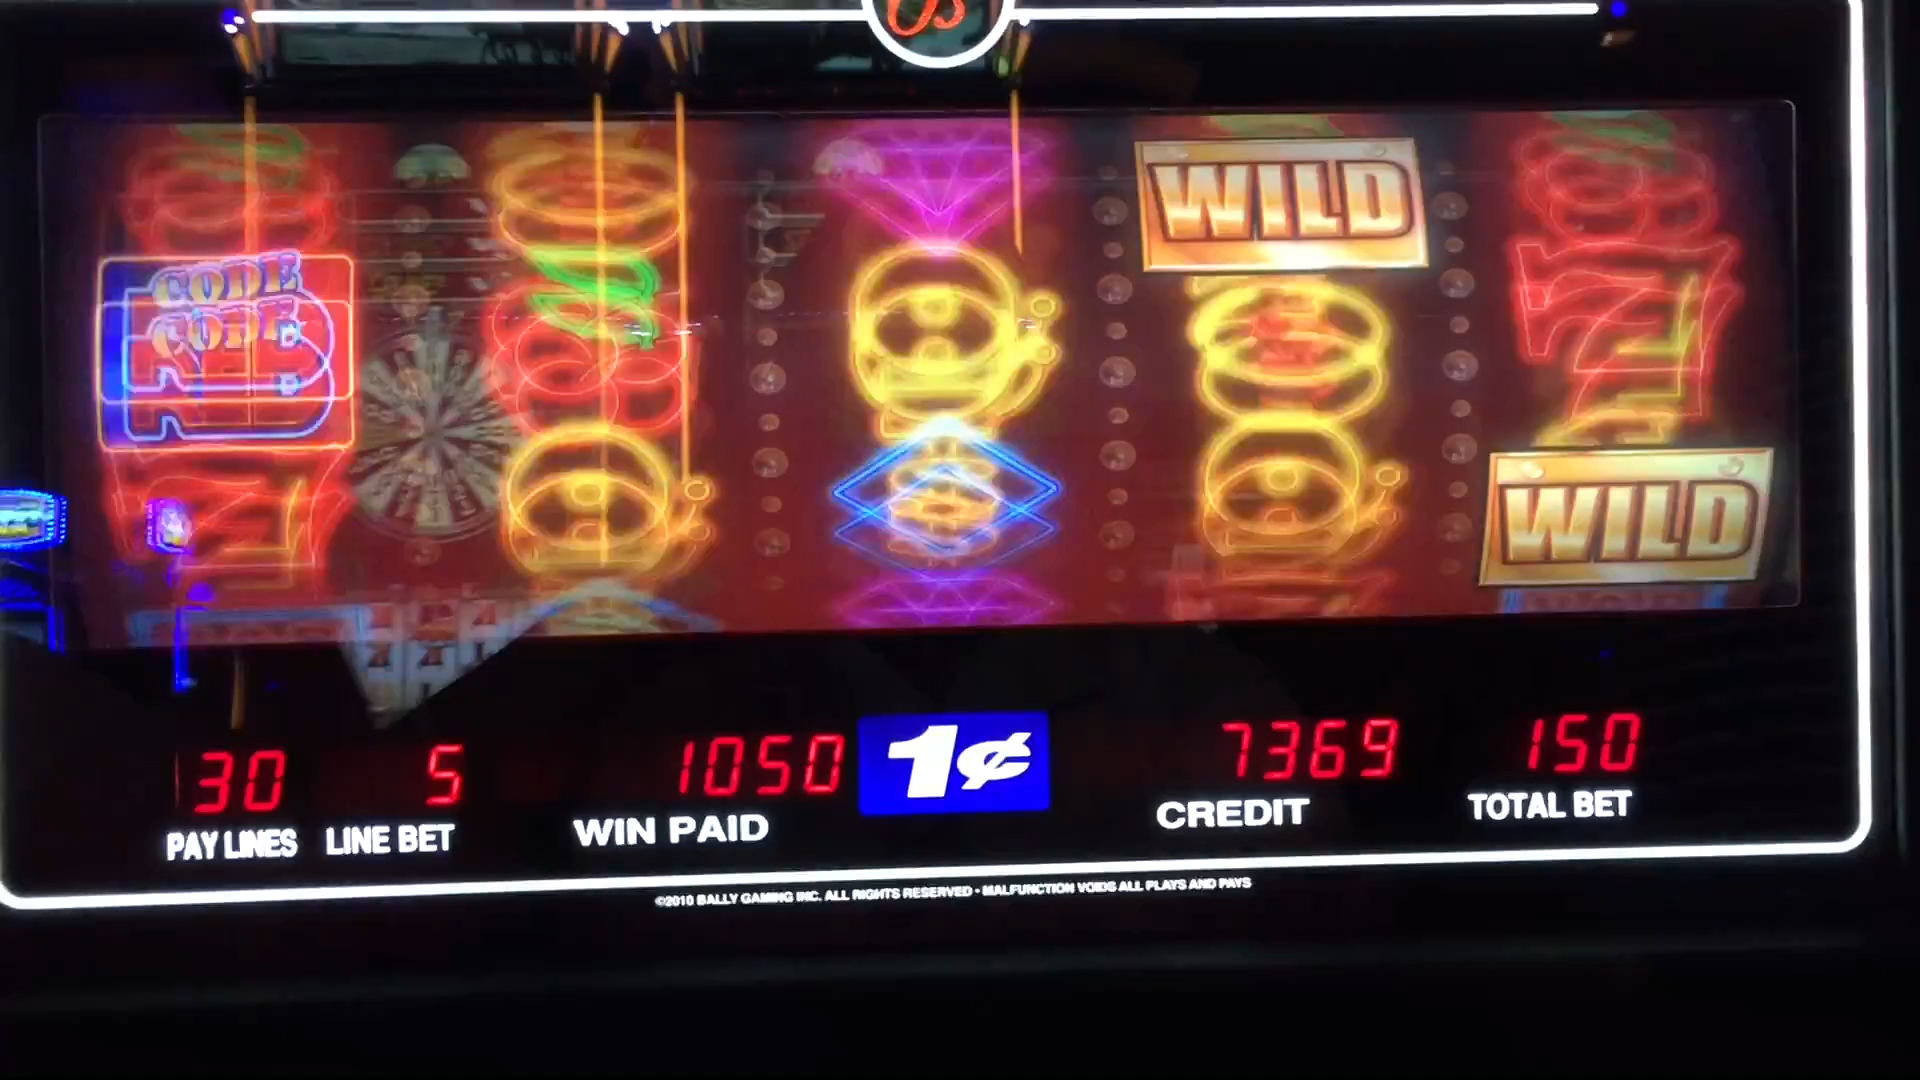 WILD
CODE
CODE
RED
WILD
30 5 1050 1¢ 7369 150
PAY LINES LINE BET WIN PAID CREDIT TOTAL BET
©2010 BALLY GAMING INC. ALL RIGHTS RESERVED • MALFUNCTION VOIDS ALL PLAYS AND PAYS